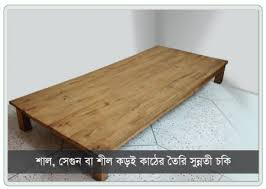 শাল, সেগুন বা শীল কড়ই কাঠের তৈরি সুন্নতী চকি